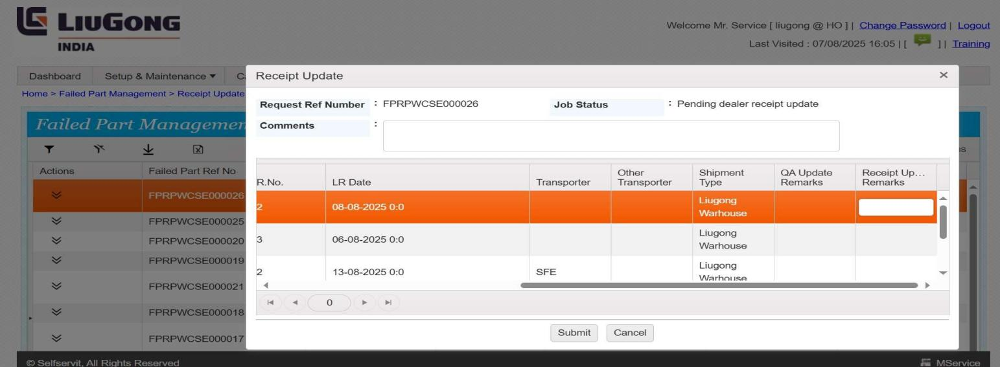 LIUGONG
INDIA
Welcome Mr. Service [ liugong @ HO ] | Change Password | Logout
Last Visited : 07/08/2025 16:05 | [ ] | Training
Dashboard Setup & Maintenance
Home > Failed Part Management > Receipt Update
Failed Part Managemen
Actions Failed Part Ref No
FPRPWCSE000026
FPRPWCSE000025
FPRPWCSE000020
FPRPWCSE000019
FPRPWCSE000021
FPRPWCSE000018
FPRPWCSE000017
Receipt Update
Request Ref Number : FPRPWCSE000026 Job Status : Pending dealer receipt update
Comments :
R.No. LR Date Transporter Other Transporter Shipment Type QA Update Remarks Receipt Up... Remarks
2 08-08-2025 0:0 Liugong Warhouse
3 06-08-2025 0:0 Liugong Warhouse
2 13-08-2025 0:0 SFE Liugong Warhouse
0
Submit Cancel
© Selfservit, All Rights Reserved MService